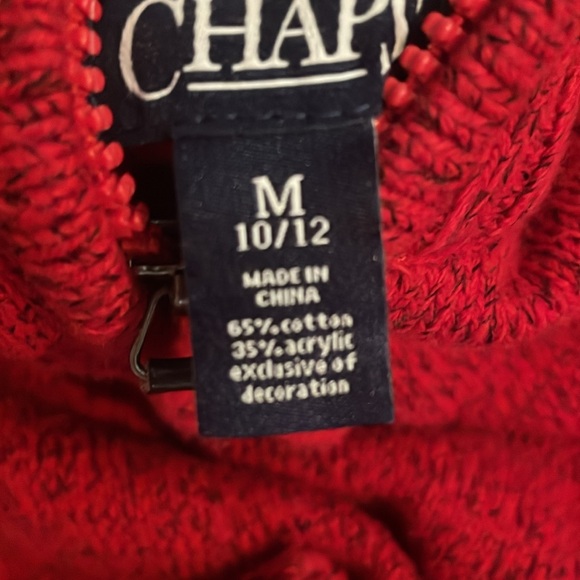 CHAPS
M
10/12
MADE IN
CHINA
65% cotton
35% acrylic
exclusive of
decoration